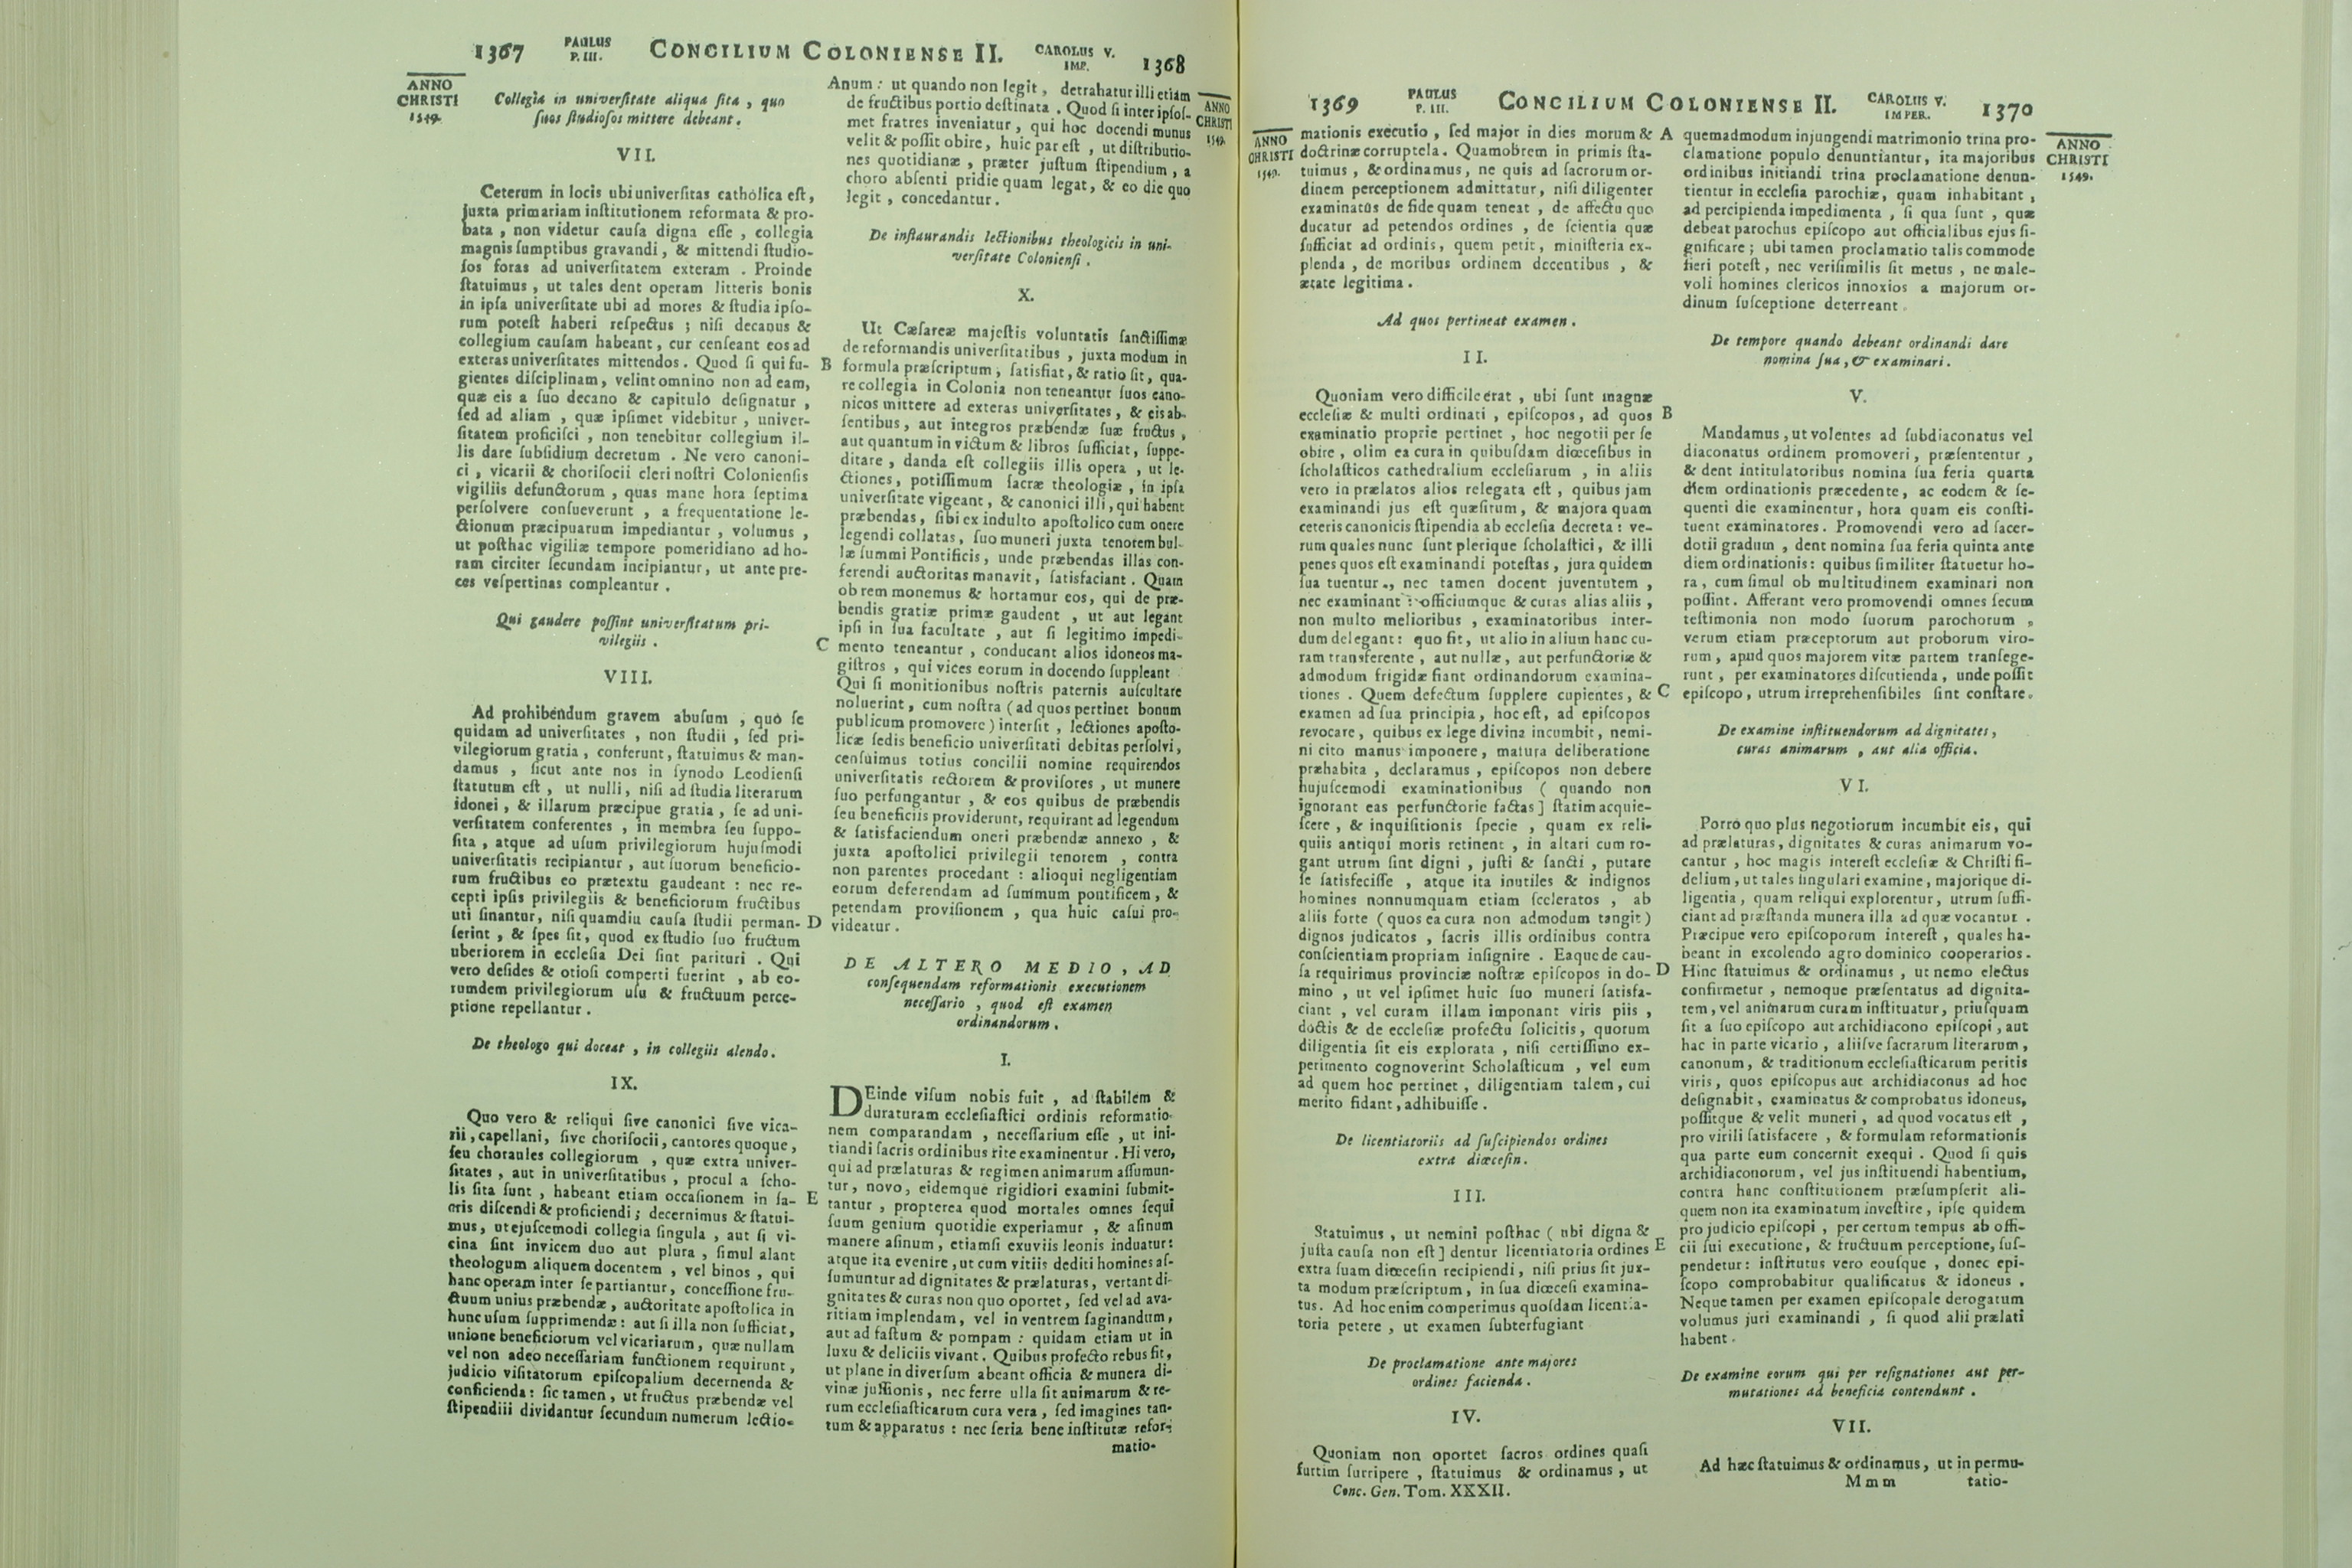 1367 PAULUS P. III. CONCILIUM COLONIENSE II. CAROLUS V. IMP. 1368
ANNO
CHRISTI
1549.
Collegia in univerſitate aliqua ſita , quo
ſuos ſtudioſos mittere debeant.
VII.
Ceterum in locis ubi univerſitas catholica eſt,
juxta primariam inſtitutionem reformata & pro-
bata , non videtur cauſa digna eſſe , collegia
magnis ſumptibus gravandi, & mittendi ſtudio-
ſos foras ad univerſitatem exteram . Proinde
ſtatuimus , ut tales dent operam litteris bonis
in ipſa univerſitate ubi ad mores & ſtudia ipſo-
rum poteſt haberi reſpectus ; niſi decanus &
collegium cauſam habeant, cur cenſeant eos ad
exteras univerſitates mittendos. Quod ſi qui fu-
gientes diſciplinam, velint omnino non ad eam,
quæ eis a ſuo decano & capitulo deſignatur ,
ſed ad aliam , quæ ipſimet videbitur , univer-
ſitatem proficiſci , non tenebitur collegium il-
lis dare ſubſidium decretum . Ne vero canoni-
ci , vicarii & choriſocii cleri noſtri Colonienſis
vigiliis defunctorum , quas mane hora ſeptima
perſolvere conſueverunt , a frequentatione le-
ctionum præcipuarum impediantur , volumus ,
ut poſthac vigiliæ tempore pomeridiano ad ho-
ram circiter ſecundam incipiantur, ut ante pre-
ces veſpertinas compleantur .
Qui gaudere poſſint univerſitatum pri-
vilegiis .
VIII.
Ad prohibendum gravem abuſum , quo ſe
quidam ad univerſitates , non ſtudii , ſed pri-
vilegiorum gratia , conferunt, ſtatuimus & man-
damus , ſicut ante nos in ſynodo Leodienſi
ſtatutum eſt , ut nulli, niſi ad ſtudia literarum
idonei , & illarum præcipue gratia , ſe ad uni-
verſitatem conferentes , in membra ſeu ſuppo-
ſita , atque ad uſum privilegiorum hujuſmodi
univerſitatis recipiantur , aut ſuorum beneficio-
rum fructibus eo prætextu gaudeant : nec re-
cepti ipſis privilegiis & beneficiorum fructibus
uti ſinantur, niſi quamdiu cauſa ſtudii perman-
ſerint , & ſpes ſit, quod ex ſtudio ſuo fructum
uberiorem in eccleſia Dei ſint parituri . Qui
vero deſides & otioſi comperti fuerint , ab eo-
rumdem privilegiorum uſu & fructuum perce-
ptione repellantur .
De theologo qui doceat , in collegiis alendo.
IX.
Quo vero & reliqui ſive canonici ſive vica-
rii , capellani, ſive choriſocii, cantores quoque,
ſeu choraules collegiorum , quæ extra univer-
ſitates , aut in univerſitatibus , procul a ſcho-
lis ſita ſunt , habeant etiam occaſionem in ſa-
cris diſcendi & proficiendi; decernimus & ſtatui-
mus, ut ejuſcemodi collegia ſingula , aut ſi vi-
cina ſint invicem duo aut plura , ſimul alant
theologum aliquem docentem , vel binos , qui
hanc operam inter ſe partiantur, conceſſione fru-
ctuum unius præbendæ, auctoritate apoſtolica in
hunc uſum ſupprimendæ: aut ſi illa non ſufficiat,
unione beneficiorum vel vicariarum, quæ nullam
vel non adeo neceſſariam functionem requirunt,
judicio viſitatorum epiſcopalium decernenda &
conficienda: ſic tamen, ut fructus præbendæ vel
ſtipendiii dividantur ſecundum numerum lectio-
B
C
D
E
Anum : ut quando non legit , detrahatur illi etiam
de fructibus portio deſtinata . Quod ſi inter ipſoſ-
met fratres inveniatur , qui hoc docendi munus
velit & poſſit obire, huic par eſt , ut diſtributio-
nes quotidianæ , præter juſtum ſtipendium , a
choro abſenti pridie quam legat, & eo die quo
legit , concedantur .
ANNO
CHRISTI
1549.
De inſtaurandis lectionibus theologicis in uni-
verſitate Colonienſi .
X.
Ut Cæſareæ majeſtis voluntatis ſanctiſſimæ
de reformandis univerſitatibus , juxta modum in
formula præſcriptum , ſatisfiat, & ratio ſit, qua-
re collegia in Colonia non teneantur ſuos cano-
nicos mittere ad exteras univerſitates , & eis ab-
ſentibus, aut integros præbendæ ſuæ fructus ,
aut quantum in victum & libros ſufficiat, ſuppe-
ditare , danda eſt collegiis illis opera , ut le-
ctiones, potiſſimum ſacræ theologiæ , in ipſa
univerſitate vigeant, & canonici illi, qui habent
præbendas , ſibi ex indulto apoſtolico cum onere
legendi collatas, ſuo muneri juxta tenorem bul-
læ ſummi Pontificis, unde præbendas illas con-
ferendi auctoritas manavit, ſatisfaciant . Quam
ob rem monemus & hortamur eos, qui de præ-
bendis gratiæ primæ gaudent , ut aut legant
ipſi in ſua facultate , aut ſi legitimo impedi-
mento teneantur , conducant alios idoneos ma-
giſtros , qui vices eorum in docendo ſuppleant
Qui ſi monitionibus noſtris paternis auſcultare
noluerint, cum noſtra ( ad quos pertinet bonum
publicum promovere ) interſit , lectiones apoſto-
licæ ſedis beneficio univerſitati debitas perſolvi,
cenſuimus totius concilii nomine requirendos
univerſitatis rectorem & proviſores , ut munere
ſuo perfungantur , & eos quibus de præbendis
ſeu beneficiis providerunt, requirant ad legendum
& ſatisfaciendum oneri præbendæ annexo , &
juxta apoſtolici privilegii tenorem , contra
non parentes procedant : alioqui negligentiam
eorum deferendam ad ſummum pontificem , &
petendam proviſionem , qua huic caſui pro-
videatur .
DE ALTERO MEDIO, AD
conſequendam reformationis executionem
neceſſario , quod eſt examen
ordinandorum .
I.
DEinde viſum nobis fuit , ad ſtabilem &
duraturam eccleſiaſtici ordinis reformatio-
nem comparandam , neceſſarium eſſe , ut ini-
tiandi ſacris ordinibus rite examinentur . Hi vero,
qui ad prælaturas & regimen animarum aſſumun-
tur, novo, eidemque rigidiori examini ſubmit-
tantur , propterea quod mortales omnes ſequi
ſuum genium quotidie experiamur , & aſinum
manere aſinum, etiamſi exuviis leonis induatur:
atque ita evenire , ut cum vitiis dediti homines aſ-
ſumuntur ad dignitates & prælaturas , vertant di-
gnitates & curas non quo oportet, ſed vel ad ava-
ritiam implendam, vel in ventrem ſaginandum,
aut ad faſtum & pompam : quidam etiam ut in
luxu & deliciis vivant. Quibus profecto rebus fit,
ut plane in diverſum abeant officia & munera di-
vinæ juſſionis, nec ferre ulla ſit animarum & re-
rum eccleſiaſticarum cura vera , ſed imagines tan-
tum & apparatus : nec ſeria bene inſtitutæ refor-
matio-
1369 PAULUS P. III. CONCILIUM COLONIENSE II. CAROLUS V. IMPER. 1370
ANNO
CHRISTI
1549.
mationis executio , ſed major in dies morum &
doctrinæ corruptela. Quamobrem in primis ſta-
tuimus , & ordinamus, ne quis ad ſacrorum or-
dinem perceptionem admittatur, niſi diligenter
examinatus de fide quam teneat , de affectu quo
ducatur ad petendos ordines , de ſcientia quæ
ſufficiat ad ordinis, quem petit, miniſteria ex-
plenda , de moribus ordinem decentibus , &
ætate legitima .
Ad quos pertineat examen .
II.
Quoniam vero difficile erat , ubi ſunt magnæ
eccleſiæ & multi ordinati , epiſcopos, ad quos
examinatio proprie pertinet , hoc negotii per ſe
obire , olim ea cura in quibuſdam diœceſibus in
ſcholaſticos cathedralium eccleſiarum , in aliis
vero in prælatos alios relegata eſt , quibus jam
examinandi jus eſt quæſitum, & majora quam
ceteris canonicis ſtipendia ab eccleſia decreta : ve-
rum quales nunc ſunt plerique ſcholaſtici, & illi
penes quos eſt examinandi poteſtas, jura quidem
ſua tuentur , nec tamen docent juventutem ,
nec examinant : officiumque & curas alias aliis ,
non multo melioribus , examinatoribus inter-
dum delegant : quo fit, ut alio in alium hanc cu-
ram transferente , aut nullæ, aut perfunctoriæ &
admodum frigidæ fiant ordinandorum examina-
tiones . Quem defectum ſupplere cupientes, &
examen ad ſua principia, hoc eſt, ad epiſcopos
revocare, quibus ex lege divina incumbit, nemi-
ni cito manus imponere, matura deliberatione
præhabita , declaramus , epiſcopos non debere
hujuſcemodi examinationibus ( quando non
ignorant eas perfunctorie factas ] ſtatim acquie-
ſcere , & inquiſitionis ſpecie , quam ex reli-
quiis antiqui moris retinent , in altari cum ro-
gant utrum ſint digni , juſti & ſancti , putare
ſe ſatisfeciſſe , atque ita inutiles & indignos
homines nonnumquam etiam ſceleratos , ab
aliis forte ( quos ea cura non admodum tangit )
dignos judicatos , ſacris illis ordinibus contra
conſcientiam propriam inſignire . Eaque de cau-
ſa requirimus provinciæ noſtræ epiſcopos in do-
mino , ut vel ipſimet huic ſuo muneri ſatisfa-
ciant , vel curam illam imponant viris piis ,
doctis & de eccleſiæ profectu ſolicitis, quorum
diligentia ſit eis explorata , niſi certiſſimo ex-
perimento cognoverint Scholaſticum , vel eum
ad quem hoc pertinet , diligentiam talem, cui
merito fidant, adhibuiſſe .
De licentiatoriis ad ſuſcipiendos ordines
extra diœceſin.
III.
Statuimus , ut nemini poſthac ( ubi digna &
juſta cauſa non eſt ] dentur licentiatoria ordines
extra ſuam diœceſin recipiendi, niſi prius ſit jux-
ta modum præſcriptum, in ſua diœceſi examina-
tus. Ad hoc enim comperimus quoſdam licentia-
toria petere , ut examen ſubterfugiant
De proclamatione ante majores
ordines facienda .
IV.
Quoniam non oportet ſacros ordines quaſi
furtim ſurripere , ſtatuimus & ordinamus , ut
Conc. Gen. Tom. XXXII.
A
B
C
D
E
quemadmodum injungendi matrimonio trina pro-
clamatione populo denuntiantur, ita majoribus
ordinibus initiandi trina proclamatione denun-
tientur in eccleſia parochiæ, quam inhabitant ,
ad percipienda impedimenta , ſi qua ſunt , quæ
debeat parochus epiſcopo aut officialibus ejus ſi-
gnificare ; ubi tamen proclamatio talis commode
fieri poteſt, nec veriſimilis ſit metus , ne male-
voli homines clericos innoxios a majorum or-
dinum ſuſceptione deterreant .
ANNO
CHRISTI
1549.
De tempore quando debeant ordinandi dare
nomina ſua, & examinari .
V.
Mandamus , ut volentes ad ſubdiaconatus vel
diaconatus ordinem promoveri, præſententur ,
& dent intitulatoribus nomina ſua feria quarta
diem ordinationis præcedente, ac eodem & ſe-
quenti die examinentur, hora quam eis conſti-
tuent examinatores. Promovendi vero ad ſacer-
dotii gradum , dent nomina ſua feria quinta ante
diem ordinationis: quibus ſimiliter ſtatuetur ho-
ra , cum ſimul ob multitudinem examinari non
poſſint. Afferant vero promovendi omnes ſecum
teſtimonia non modo ſuorum parochorum ,
verum etiam præceptorum aut proborum viro-
rum , apud quos majorem vitæ partem tranſege-
runt , per examinatores diſcutienda, unde poſſit
epiſcopo, utrum irreprehenſibiles ſint conſtare.
De examine inſtituendorum ad dignitates,
curas animarum , aut alia officia.
VI.
Porro quo plus negotiorum incumbit eis, qui
ad prælaturas, dignitates & curas animarum vo-
cantur , hoc magis intereſt eccleſiæ & Chriſti fi-
delium, ut tales ſingulari examine, majorique di-
ligentia , quam reliqui explorentur, utrum ſuffi-
ciant ad præſtanda munera illa ad quæ vocantur .
Præcipue vero epiſcoporum intereſt , quales ha-
beant in excolendo agro dominico cooperarios .
Hinc ſtatuimus & ordinamus , ut nemo electus
confirmetur , nemoque præſentatus ad dignita-
tem, vel animarum curam inſtituatur, priuſquam
ſit a ſuo epiſcopo aut archidiacono epiſcopi, aut
hac in parte vicario, aliiſve ſacrarum literarum,
canonum, & traditionum eccleſiaſticarum peritis
viris, quos epiſcopus aut archidiaconus ad hoc
deſignabit, examinatus & comprobatus idoneus,
poſſitque & velit muneri , ad quod vocatus eſt ,
pro virili ſatisfacere , & formulam reformationis
qua parte eum concernit exequi . Quod ſi quis
archidiaconorum, vel jus inſtituendi habentium,
contra hanc conſtitutionem præſumpſerit ali-
quem non ita examinatum inveſtire, ipſe quidem
pro judicio epiſcopi , per certum tempus ab offi-
cii ſui executione, & fructuum perceptione, ſuſ-
pendetur: inſtitutus vero eouſque , donec epi-
ſcopo comprobabitur qualificatus & idoneus .
Neque tamen per examen epiſcopale derogatum
volumus juri examinandi , ſi quod alii prælati
habent .
De examine eorum qui per reſignationes aut per-
mutationes ad beneficia contendunt .
VII.
Ad hæc ſtatuimus & ordinamus, ut in permu-
M m m tatio-